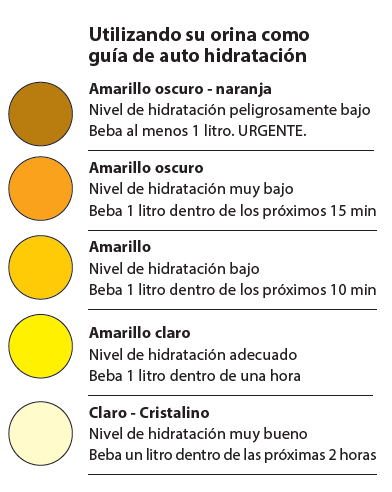 Utilizando su orina como
guía de auto hidratación
Amarillo oscuro - naranja
Nivel de hidratación peligrosamente bajo
Beba al menos 1 litro. URGENTE.
Amarillo oscuro
Nivel de hidratación muy bajo
Beba 1 litro dentro de los próximos 15 min
Amarillo
Nivel de hidratación bajo
Beba 1 litro dentro de los próximos 10 min
Amarillo claro
Nivel de hidratación adecuado
Beba 1 litro dentro de una hora
Claro - Cristalino
Nivel de hidratación muy bueno
Beba un litro dentro de las próximas 2 horas